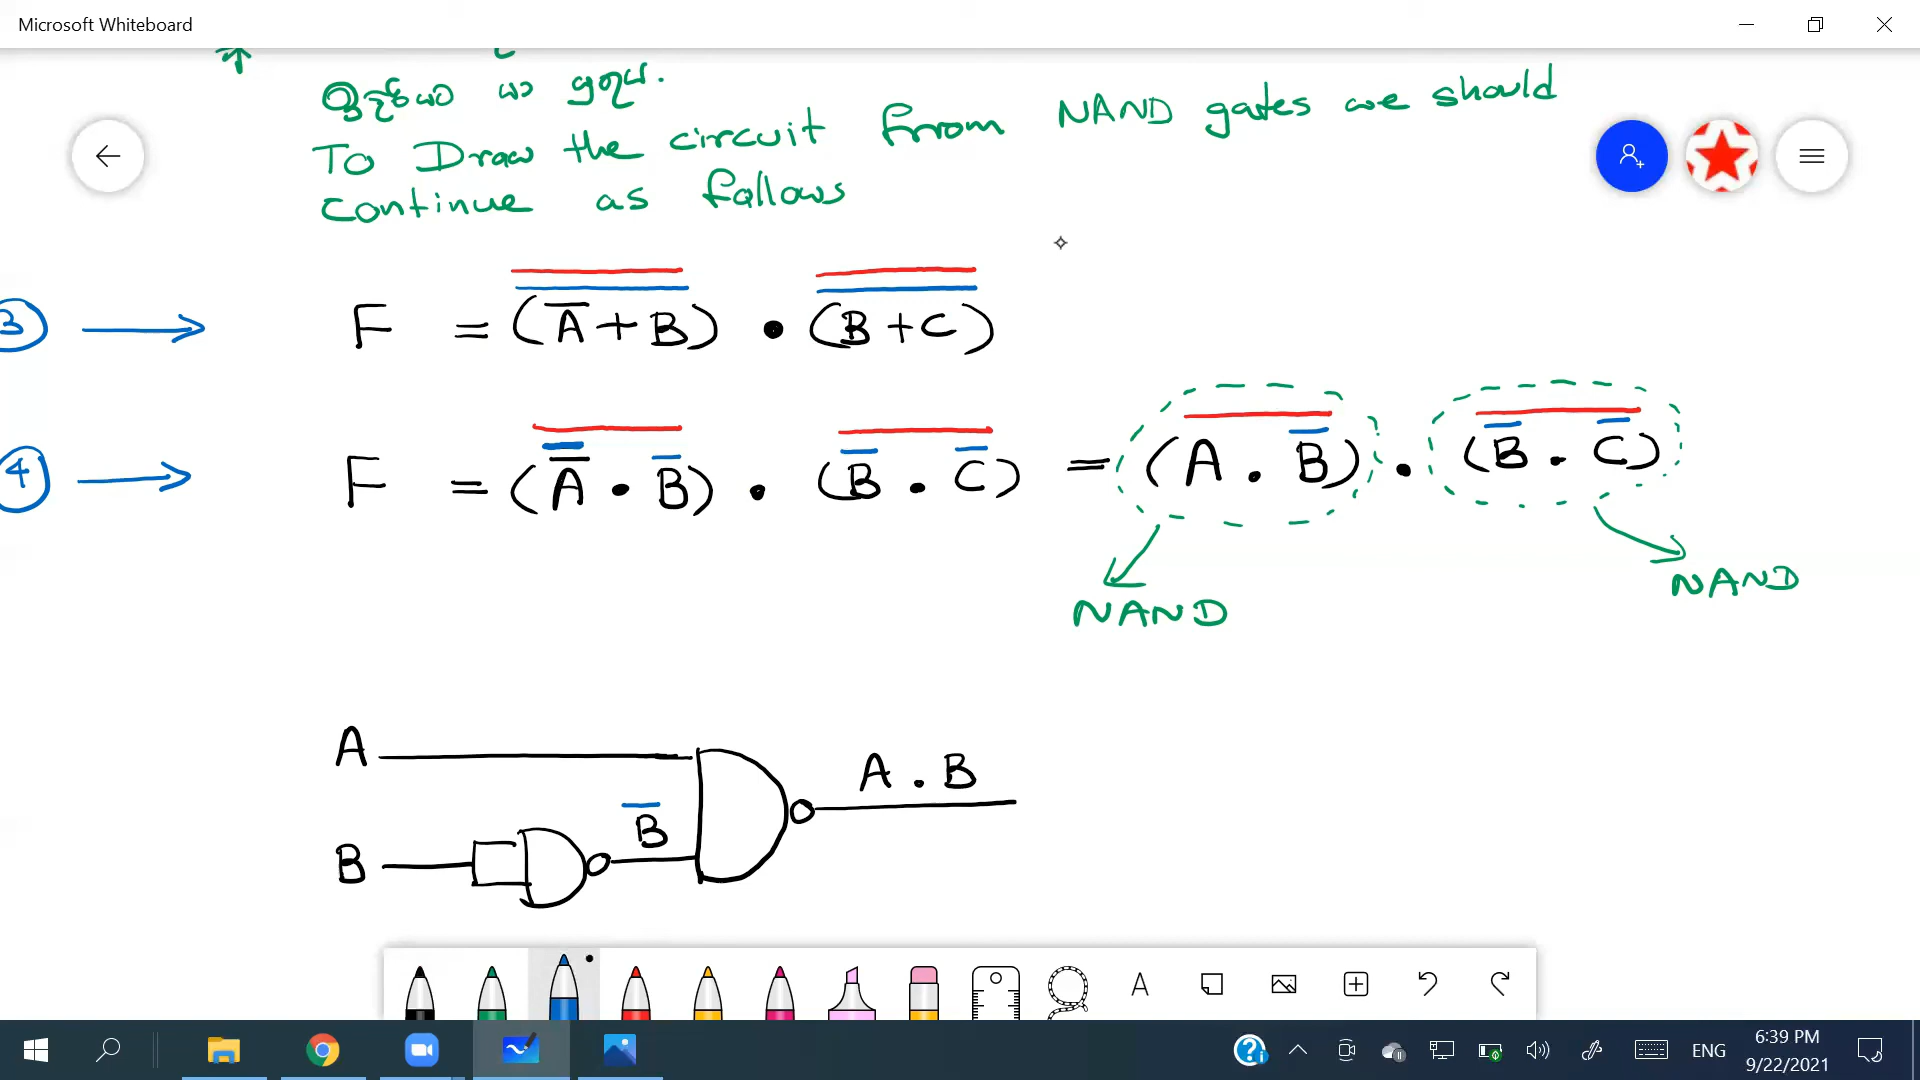 Microsoft Whiteboard
To Draw the circuit From NAND gates we should
continue as follows
3 → F = (A̅ + B)̿ • (B + C)̿
4 → F = (A̿̅ • B̅)̅ • (B̅ • C̅)̅ = (A • B̅)̅ • (B̅ • C̅)̅
NAND
NAND
A
A . B
B̅
B
A
ENG
6:39 PM
9/22/2021